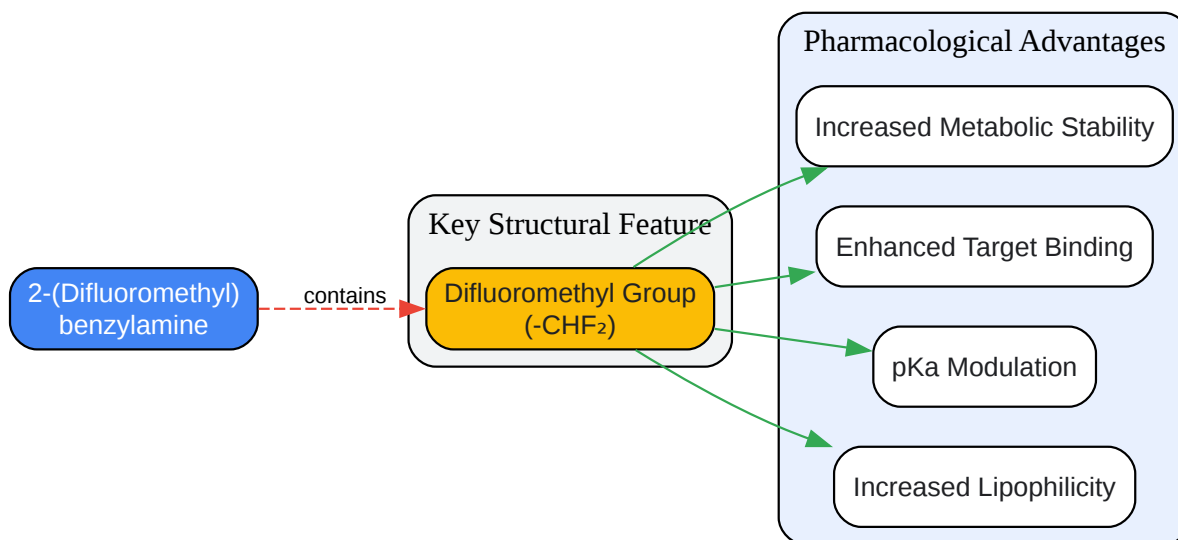 2-(Difluoromethyl)
benzylamine
contains
Key Structural Feature
Difluoromethyl Group
(-CHF₂)
Pharmacological Advantages
Increased Metabolic Stability
Enhanced Target Binding
pKa Modulation
Increased Lipophilicity